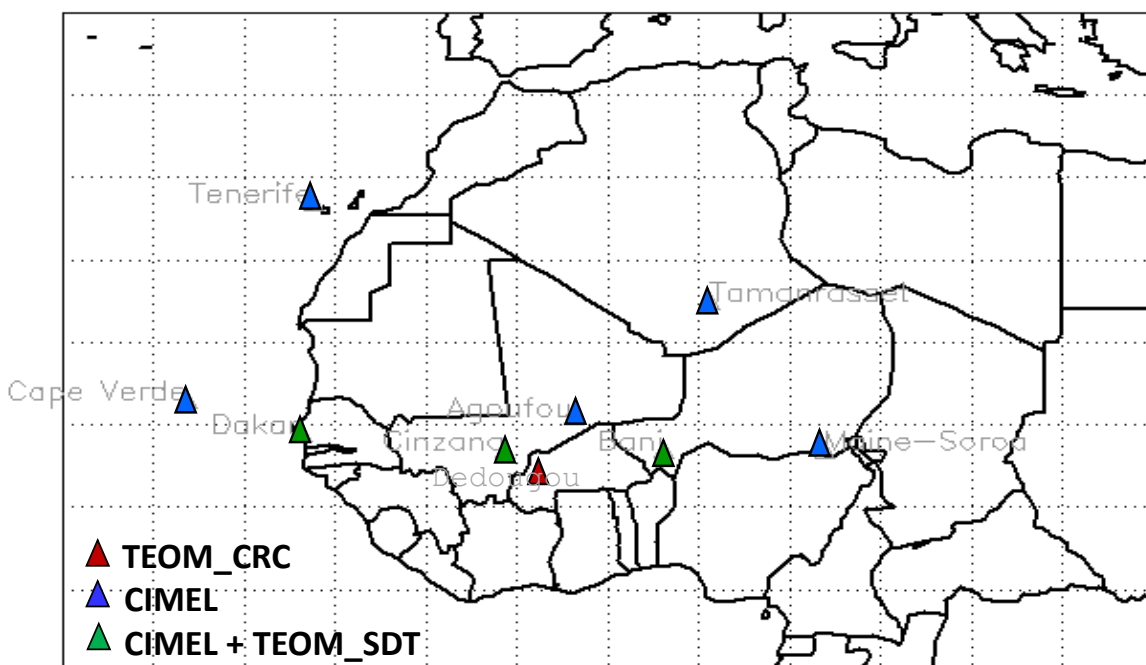 Tenerife
Tamanrasset
Cape Verde
Agoufou
Dakar
Cinzana
Bani
Maine-Soroa
Dedougou
TEOM_CRC
CIMEL
CIMEL + TEOM_SDT